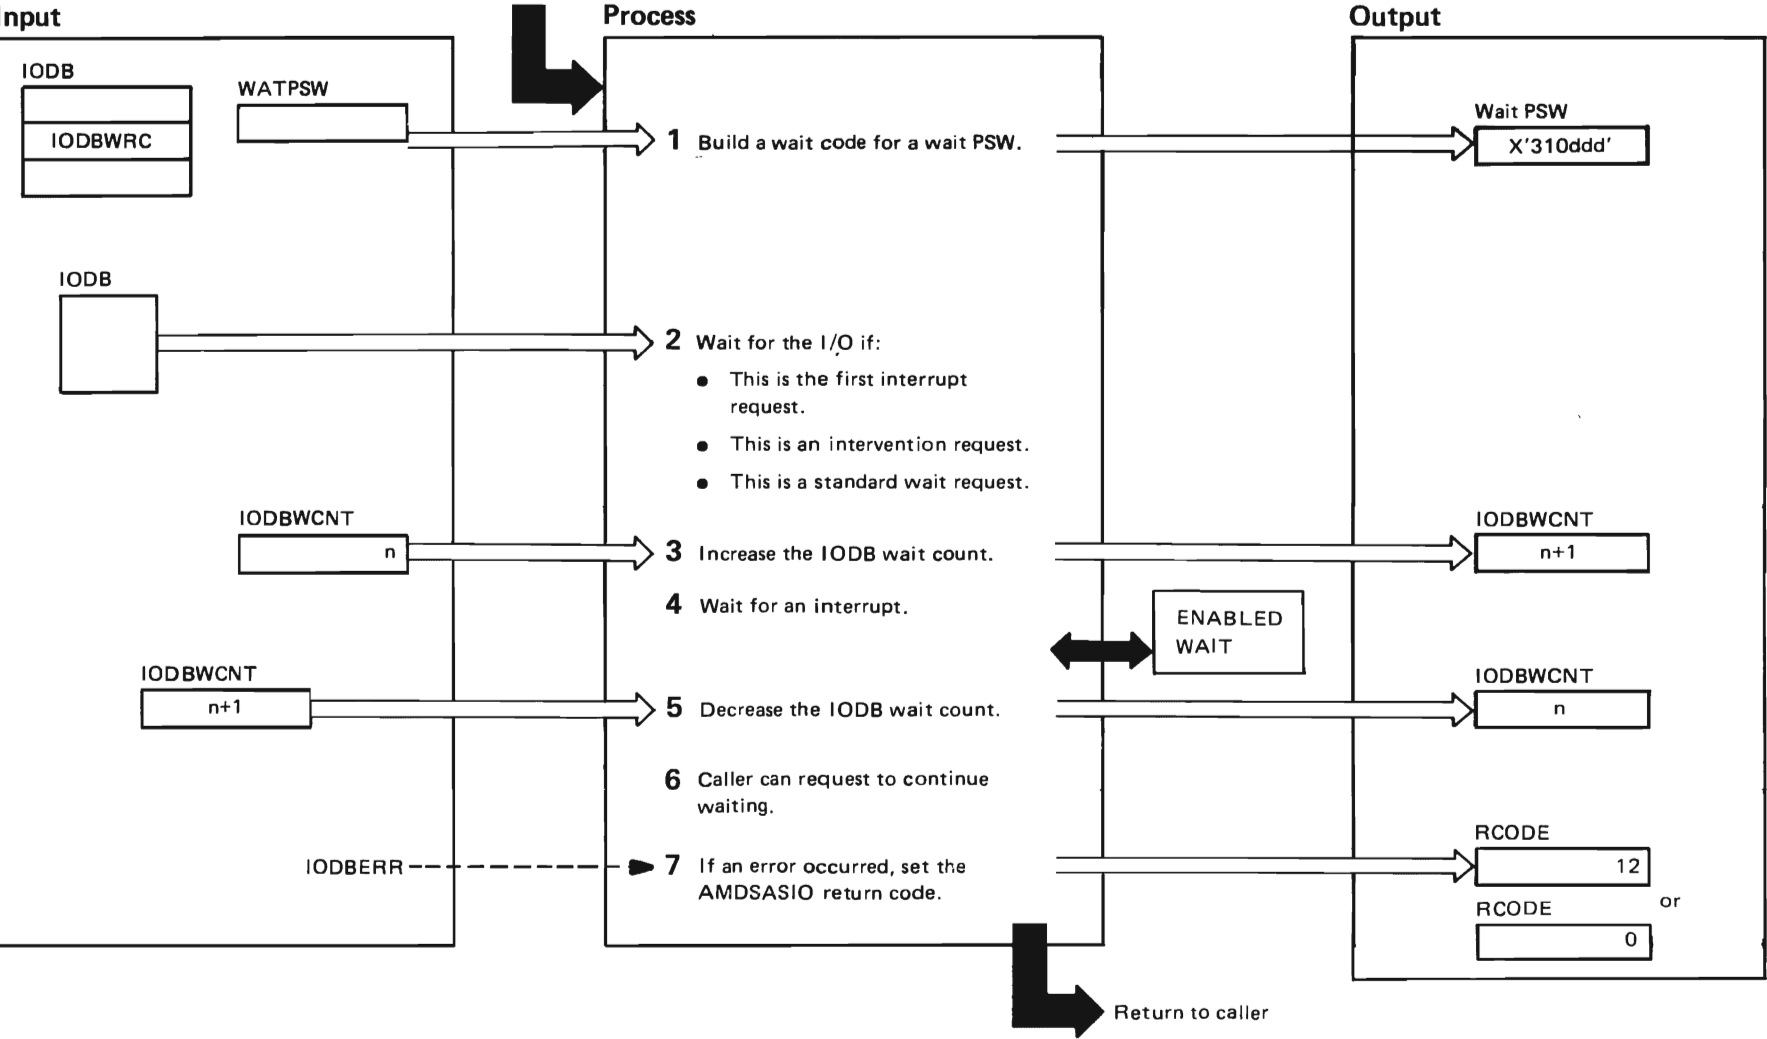 Input
Process
Output
IODB
IODBWRC
WATPSW
1 Build a wait code for a wait PSW.
Wait PSW
X'310ddd'
IODB
2 Wait for the I/O if:
• This is the first interrupt
request.
• This is an intervention request.
• This is a standard wait request.
IODBWCNT
n
3 Increase the IODB wait count.
IODBWCNT
n+1
4 Wait for an interrupt.
ENABLED
WAIT
IODBWCNT
n+1
5 Decrease the IODB wait count.
IODBWCNT
n
6 Caller can request to continue
waiting.
IODBERR
7 If an error occurred, set the
AMDSASIO return code.
RCODE
12
or
RCODE
0
Return to caller